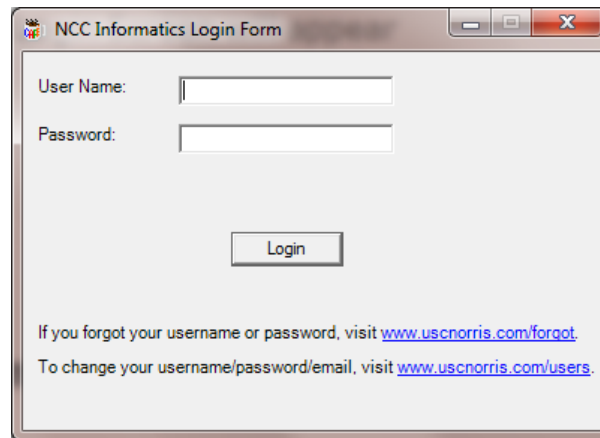 NCC Informatics Login Form
User Name:
Password:
Login
If you forgot your username or password, visit www.uscnorris.com/forgot.
To change your username/password/email, visit www.uscnorris.com/users.